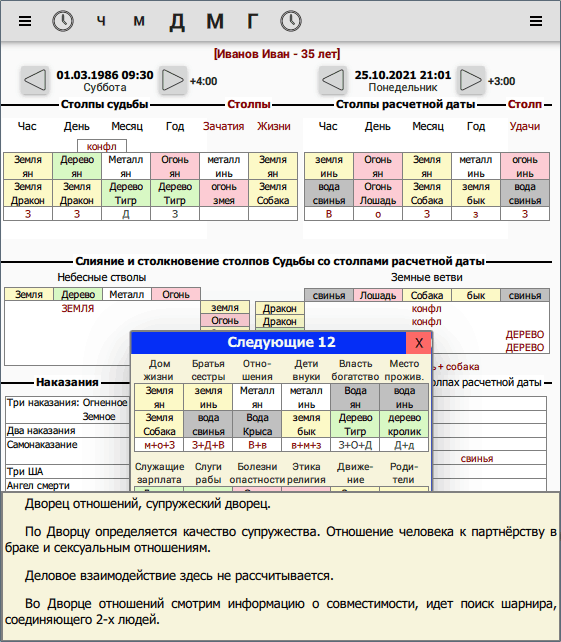 Ч М Д М Г
[Иванов Иван - 35 лет]
01.03.1986 09:30 +4:00 25.10.2021 21:01 +3:00
Суббота Понедельник
Столпы судьбы Столпы Столпы расчетной даты Столп
Час День Месяц Год Зачатия Жизни Час День Месяц Год Удачи
конфл
Земля Дерево Металл Огонь металл Земля земля Огонь Земля металл огонь
ян ян ян ян инь ян инь ян ян инь инь
Земля Земля Дерево Дерево огонь Земля вода Огонь Земля земля вода
Дракон Дракон Тигр Тигр змея Собака свинья Лошадь Собака бык свинья
З З Д З В о З з З
Слияние и столкновение столпов Судьбы со столпами расчетной даты
Небесные стволы Земные ветви
Земля Дерево Металл Огонь свинья Лошадь Собака бык свинья
ЗЕМЛЯ земля Дракон конфл
Огонь Дракон конфл
ДЕРЕВО
ДЕРЕВО
Следующие 12 X
+ собака
Дом Братья Отно- Дети Власть Место
жизни сестры шения внуки богатство прожив.
Наказания лпах расчетной даты
Земля земля Металл металл Вода вода
ян инь ян инь ян инь
Три наказания: Огненное
Земное
Земля вода Вода земля Дерево дерево
Собака свинья Крыса бык Тигр кролик
Два наказания
Самонаказание
м+о+З З+Д+В В+в в+м+з З+О+Д Д+д
свинья
Три ША
Ангел смерти
Служащие Слуги Болезни Этика Движе- Роди-
зарплата рабы опастности религия ние тели
Дворец отношений, супружеский дворец.
По Дворцу определяется качество супружества. Отношение человека к партнёрству в
браке и сексуальным отношениям.
Деловое взаимодействие здесь не рассчитывается.
Во Дворце отношений смотрим информацию о совместимости, идет поиск шарнира,
соединяющего 2-х людей.